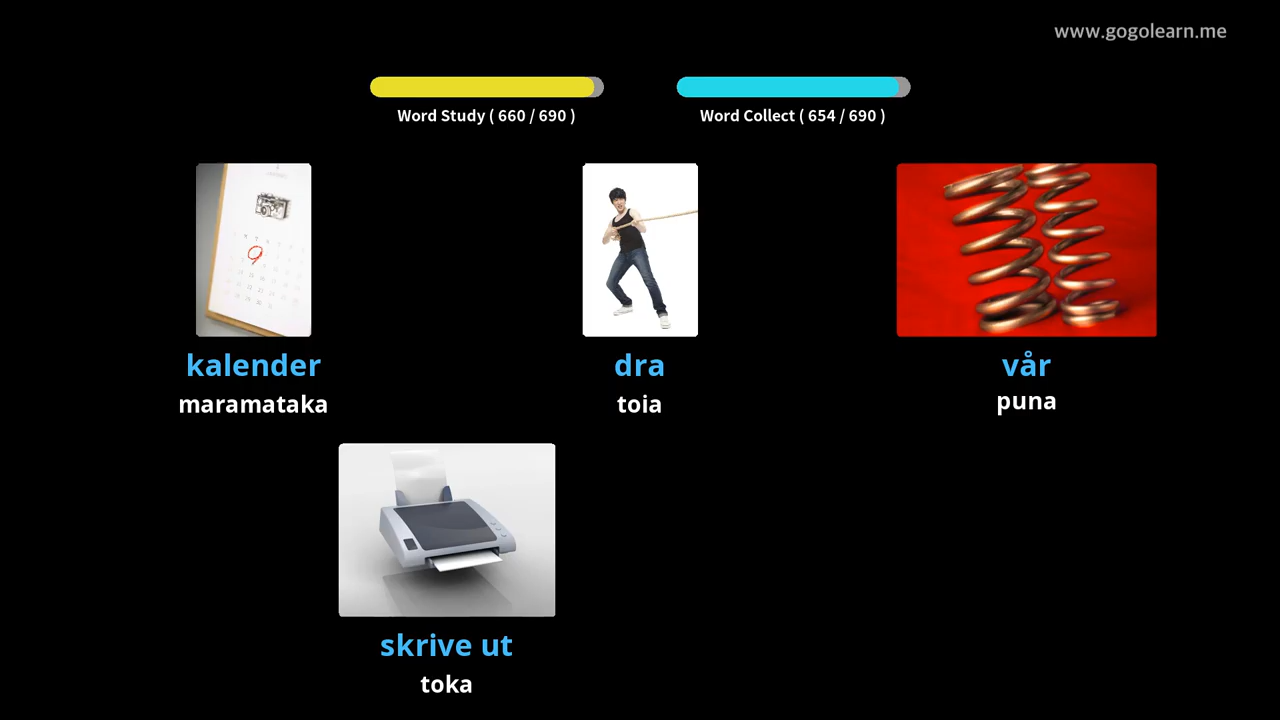 www.gogolearn.me
Word Study ( 660 / 690 )
Word Collect ( 654 / 690 )
kalender
maramataka
dra
toia
vår
puna
skrive ut
toka